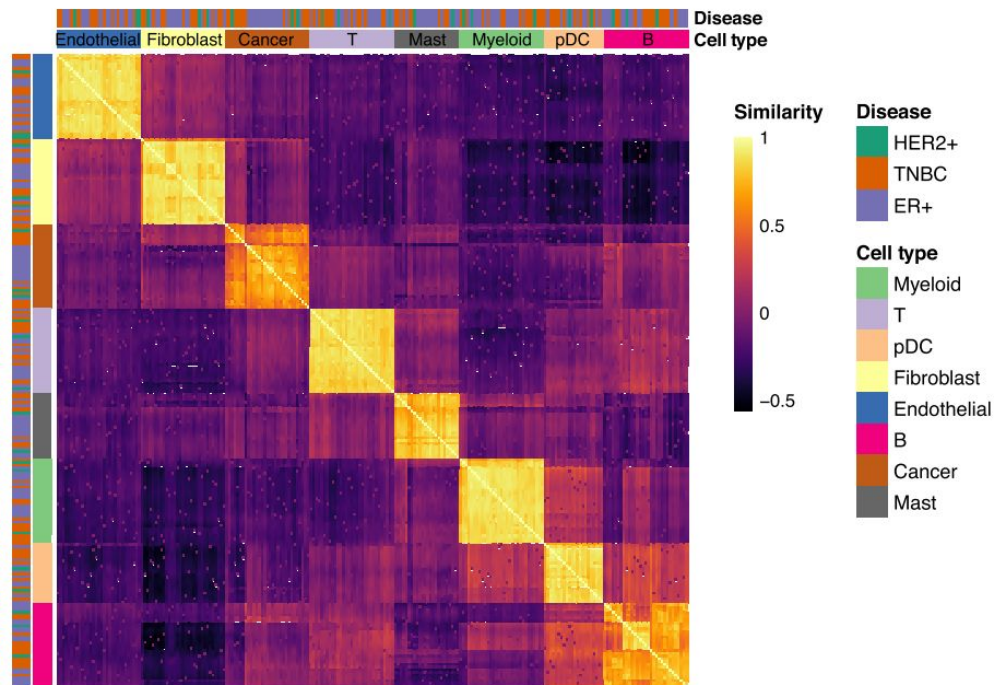 Disease
Endothelial Fibroblast Cancer T Mast Myeloid pDC B Cell type
Similarity
1
0.5
0
−0.5
Disease
HER2+
TNBC
ER+
Cell type
Myeloid
T
pDC
Fibroblast
Endothelial
B
Cancer
Mast